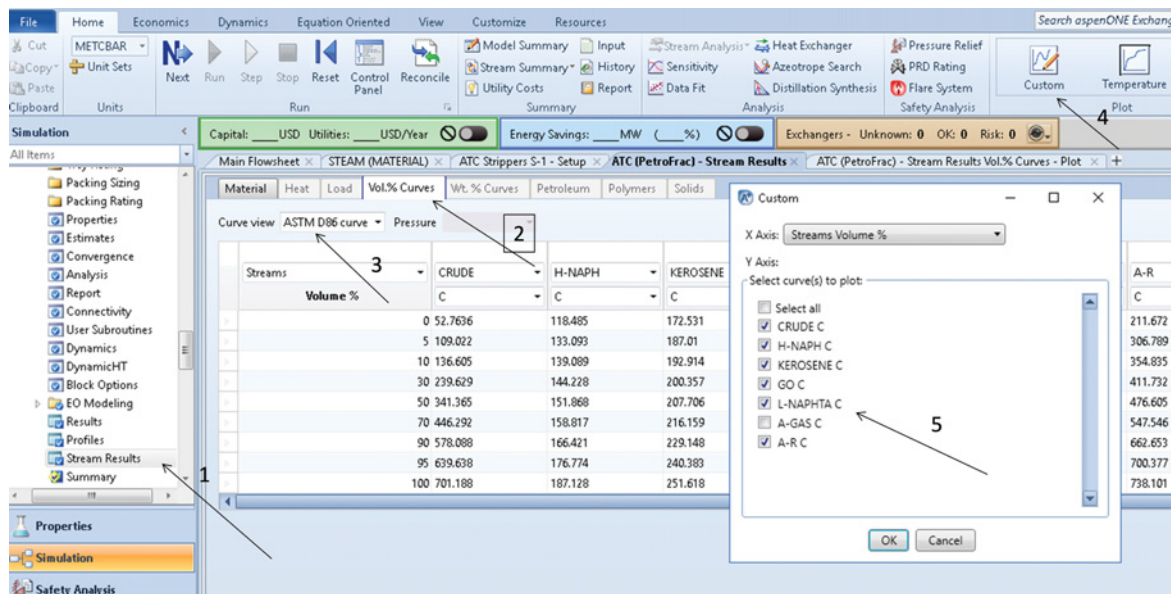 File Home Economics Dynamics Equation Oriented View Customize Resources Search aspenONE Exchang
Cut METCBAR Model Summary Input Stream Analysis Heat Exchanger Pressure Relief
Copy Unit Sets Stream Summary History Sensitivity Azeotrope Search PRD Rating
Paste Next Run Step Stop Reset Control Panel Reconcile Utility Costs Report Data Fit Distillation Synthesis Flare System Custom Temperature
Clipboard Units Run Summary Analysis Safety Analysis Plot
4
Simulation Capital: ____USD Utilities: ____USD/Year Energy Savings: ____MW (____%) Exchangers - Unknown: 0 OK: 0 Risk: 0
All Items Main Flowsheet STEAM (MATERIAL) ATC Strippers S-1 - Setup ATC (PetroFrac) - Stream Results ATC (PetroFrac) - Stream Results Vol.% Curves - Plot +
Packing Sizing
Packing Rating
Properties
Estimates
Convergence
Analysis
Report
Connectivity
User Subroutines
Dynamics
DynamicHT
Block Options
EO Modeling
Results
Profiles
Stream Results
Summary
1
Properties
Simulation
Safety Analysis
Material Heat Load Vol.% Curves Wt. % Curves Petroleum Polymers Solids
Curve view ASTM D86 curve Pressure
2
3
Streams CRUDE H-NAPH KEROSENE A-R
Volume % C C C C
0 52.7636 118.485 172.531 211.672
5 109.022 133.093 187.01 306.789
10 136.605 139.089 192.914 354.835
30 239.629 144.228 200.357 411.732
50 341.365 151.868 207.706 476.605
70 446.292 158.817 216.159 547.546
90 578.088 166.421 229.148 662.653
95 639.638 176.774 240.383 700.377
100 701.188 187.128 251.618 738.101
Custom
X Axis: Streams Volume %
Y Axis:
Select curve(s) to plot:
Select all
CRUDE C
H-NAPH C
KEROSENE C
GO C
L-NAPHTA C
A-GAS C
A-R C
5
OK Cancel